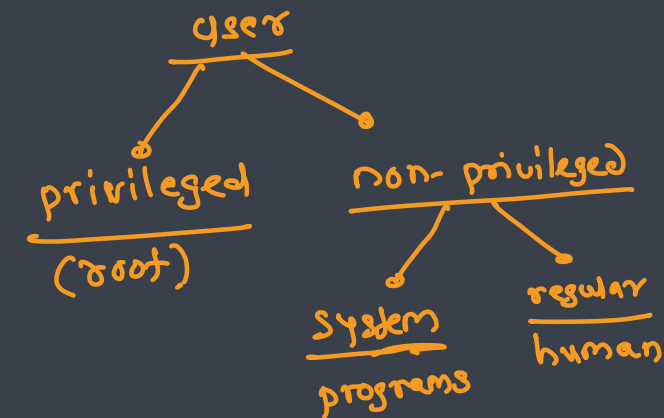 user
privileged
(root)
non-privileged
system
programs
regular
human